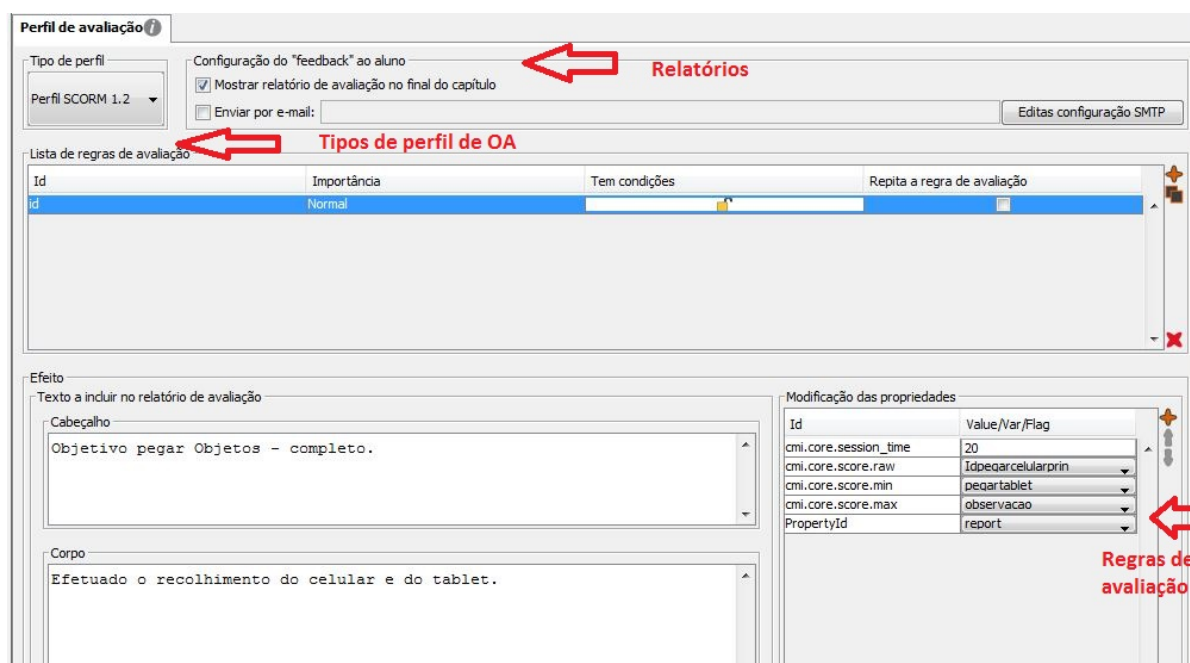 Perfil de avaliação
Tipo de perfil
Configuração do "feedback" ao aluno
Relatórios
Perfil SCORM 1.2
Mostrar relatório de avaliação no final do capítulo
Enviar por e-mail:
Editas configuração SMTP
Tipos de perfil de OA
Lista de regras de avaliação
Id Importância Tem condições Repita a regra de avaliação
id Normal
Efeito
Texto a incluir no relatório de avaliação
Cabeçalho
Objetivo pegar Objetos - completo.
Corpo
Efetuado o recolhimento do celular e do tablet.
Modificação das propriedades
Id Value/Var/Flag
cmi.core.session_time 20
cmi.core.score.raw Idpegarcelularprin
cmi.core.score.min pegartablet
cmi.core.score.max observacao
PropertyId report
Regras de
avaliação